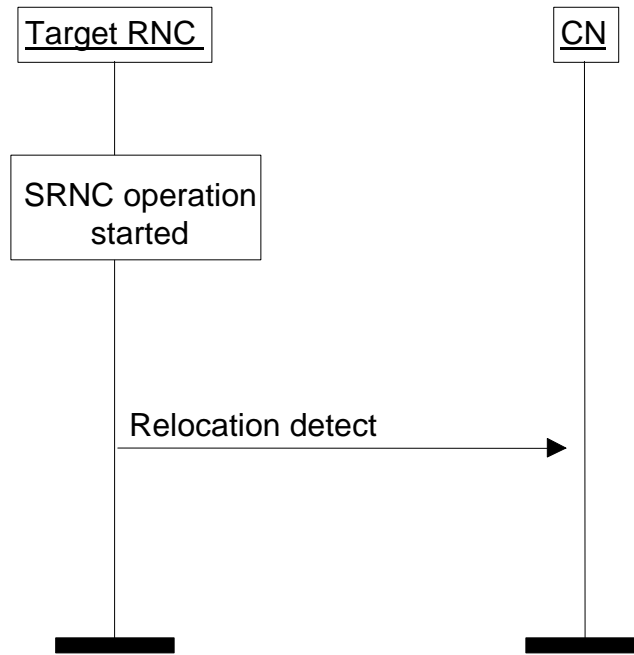 Target RNC
CN
SRNC operation
started
Relocation detect